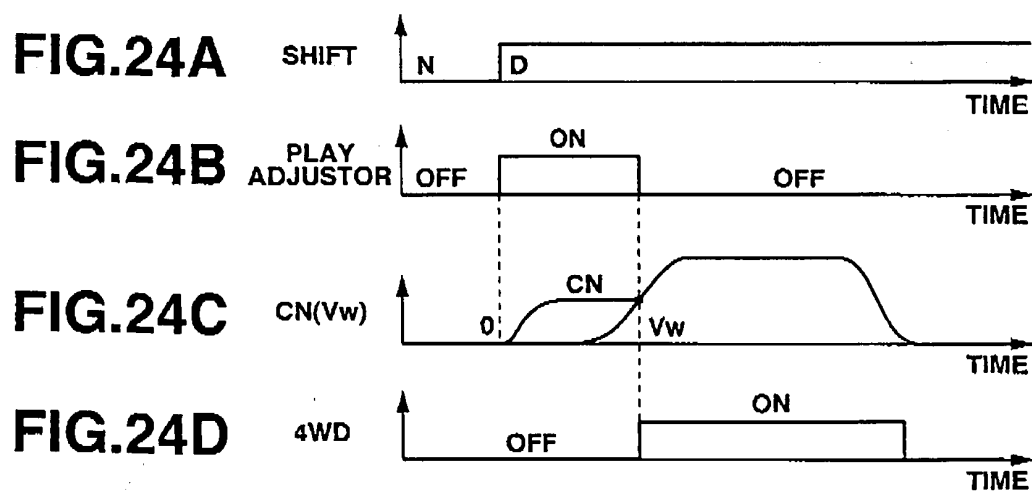 FIG.24A
SHIFT
N
D
TIME
FIG.24B
PLAY
ADJUSTOR
OFF
ON
OFF
TIME
FIG.24C
CN(Vw)
0
CN
Vw
TIME
FIG.24D
4WD
OFF
ON
TIME